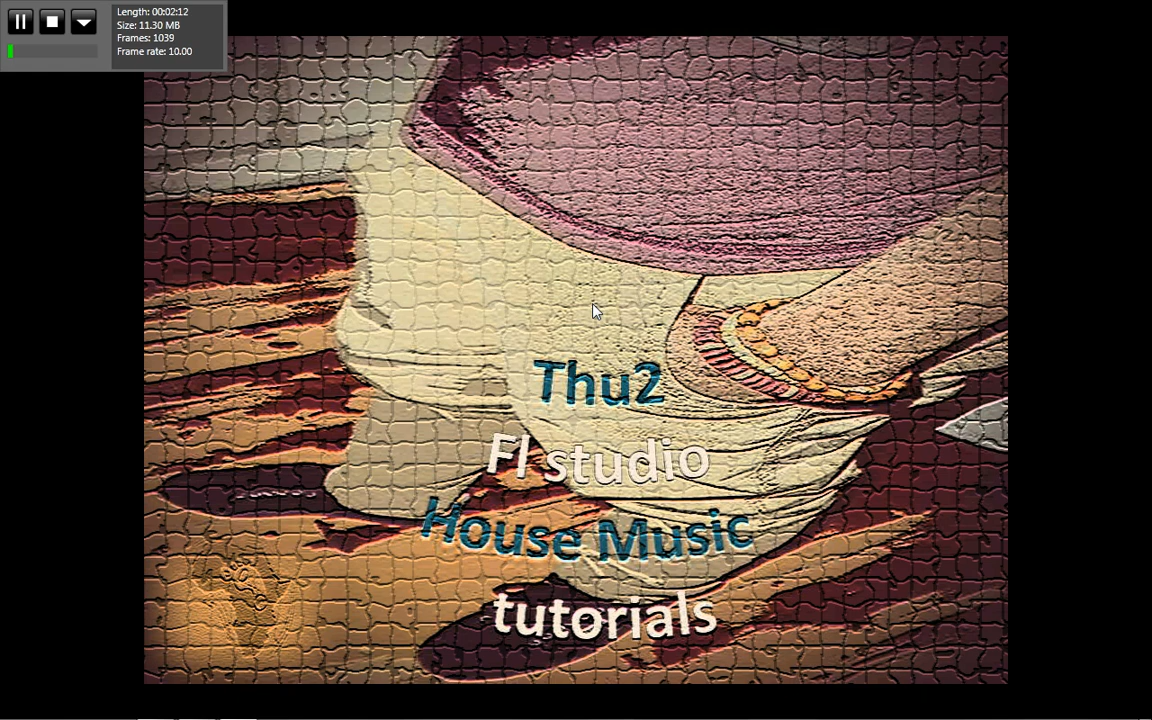 Length: 00:02:12
Size: 11.30 MB
Frames: 1039
Frame rate: 10.00
Thu2
Fl studio
House Music
tutorials